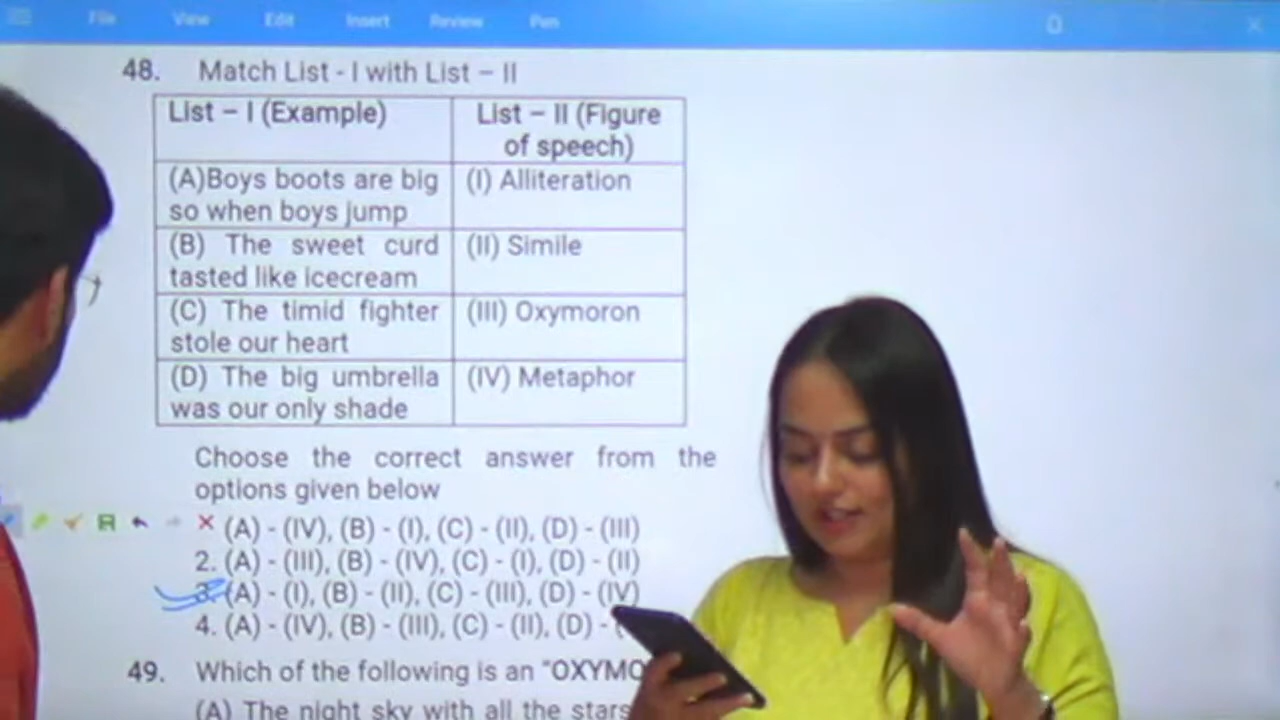 File View Edit Insert Review Pen
48. Match List - I with List – II
List – I (Example)
List – II (Figure
of speech)
(A)Boys boots are big
so when boys jump
(I) Alliteration
(B) The sweet curd
tasted like icecream
(II) Simile
(C) The timid fighter
stole our heart
(III) Oxymoron
(D) The big umbrella
was our only shade
(IV) Metaphor
Choose the correct answer from the
options given below
(A) - (IV), (B) - (I), (C) - (II), (D) - (III)
2. (A) - (III), (B) - (IV), (C) - (I), (D) - (II)
3. (A) - (I), (B) - (II), (C) - (III), (D) - (IV)
4. (A) - (IV), (B) - (III), (C) - (II), (D) - (
49. Which of the following is an "OXYMO
(A) The night sky with all the stars